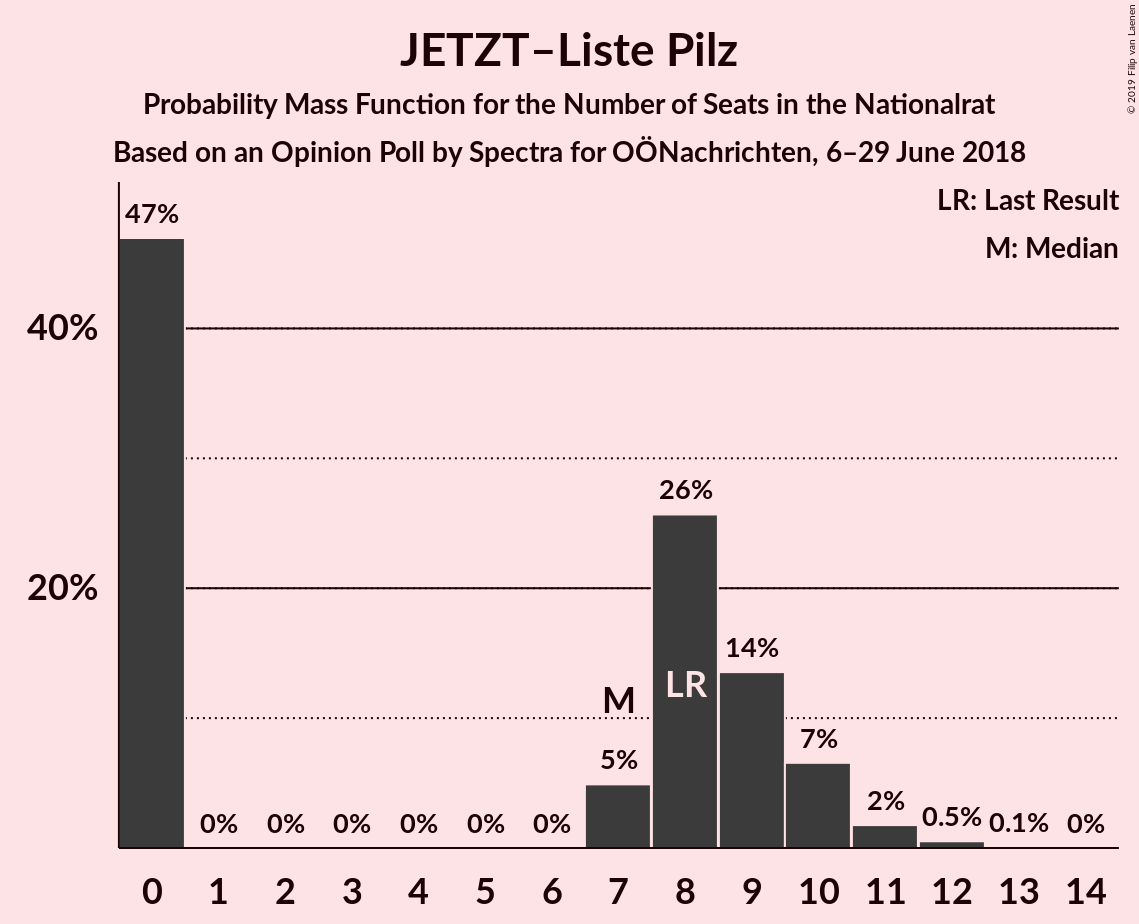 JETZT–Liste Pilz
Probability Mass Function for the Number of Seats in the Nationalrat
Based on an Opinion Poll by Spectra for OÖNachrichten, 6–29 June 2018
© 2019 Filip van Laenen
LR: Last Result
M: Median
47%
40%
26%
20%
14%
LR
M
7%
5%
2%
0% 0% 0% 0% 0% 0% 0.5% 0.1% 0%
0 1 2 3 4 5 6 7 8 9 10 11 12 13 14